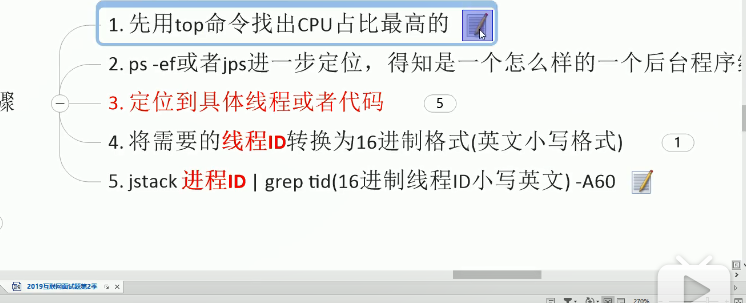 1. 先用top命令找出CPU占比最高的
2. ps -ef或者jps进一步定位，得知是一个怎么样的一个后台程序
骤
3. 定位到具体线程或者代码
5
4. 将需要的线程ID转换为16进制格式(英文小写格式)
1
5. jstack 进程ID | grep tid(16进制线程ID小写英文) -A60
2019互联网面试题第2季
270%